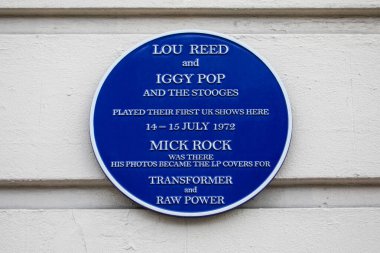 LOU REED
and
IGGY POP
AND THE STOOGES
PLAYED THEIR FIRST UK SHOWS HERE
14 – 15 JULY 1972
MICK ROCK
WAS THERE
HIS PHOTOS BECAME THE LP COVERS FOR
TRANSFORMER
and
RAW POWER